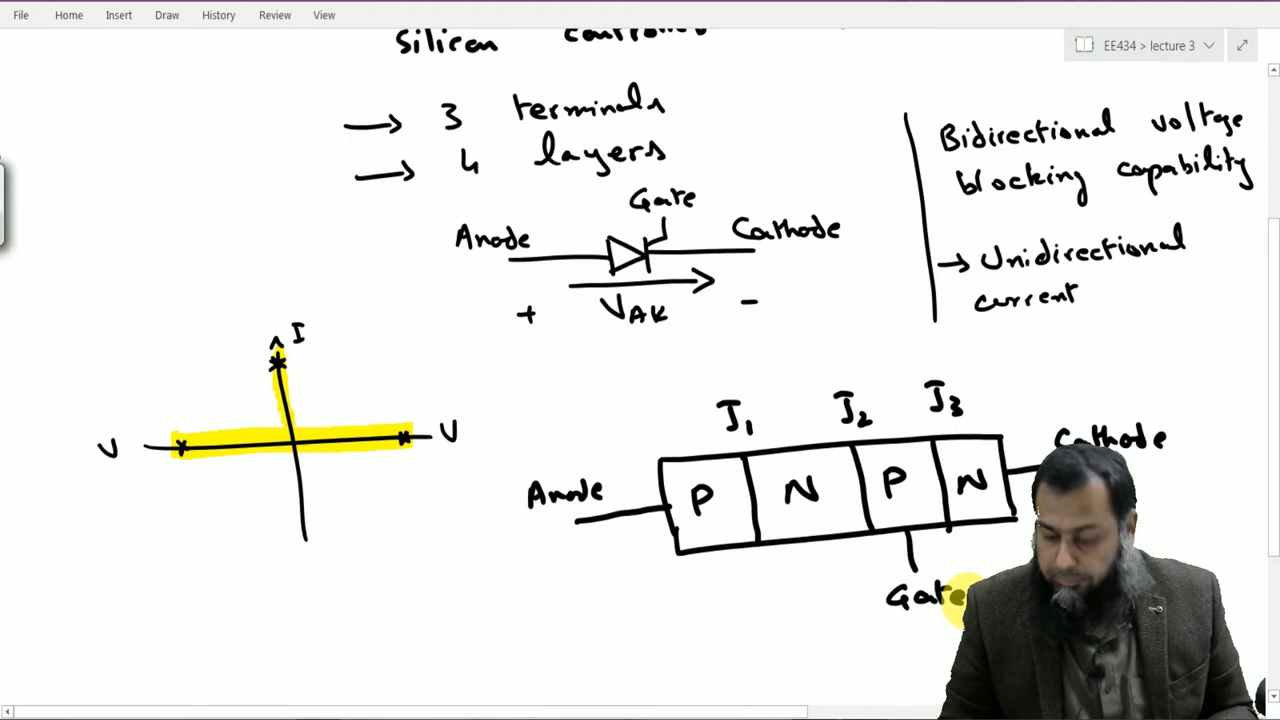 File Home Insert Draw History Review View
EE434 > lecture 3
Silicon
→ 3 terminals
→ 4 layers
Bidirectional voltage
blocking capability
→ Unidirectional
current
Gate
Anode Cathode
+ VAK -
I
V V
J1 J2 J3
Cathode
Anode P N P N
Gate